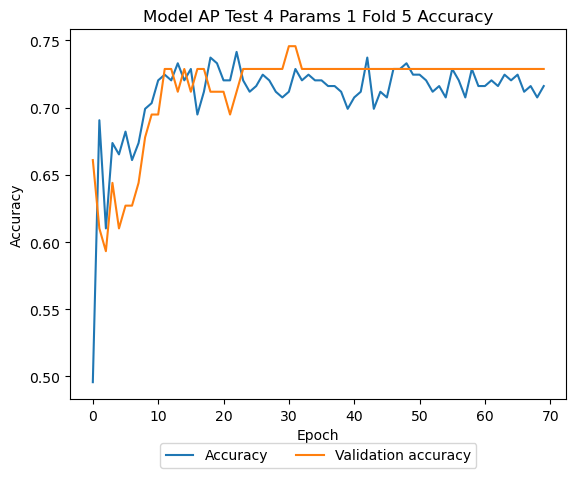 Model AP Test 4 Params 1 Fold 5 Accuracy
0.75
0.70
0.65
0.60
0.55
0.50
Accuracy
0 10 20 30 40 50 60 70
Epoch
Accuracy Validation accuracy